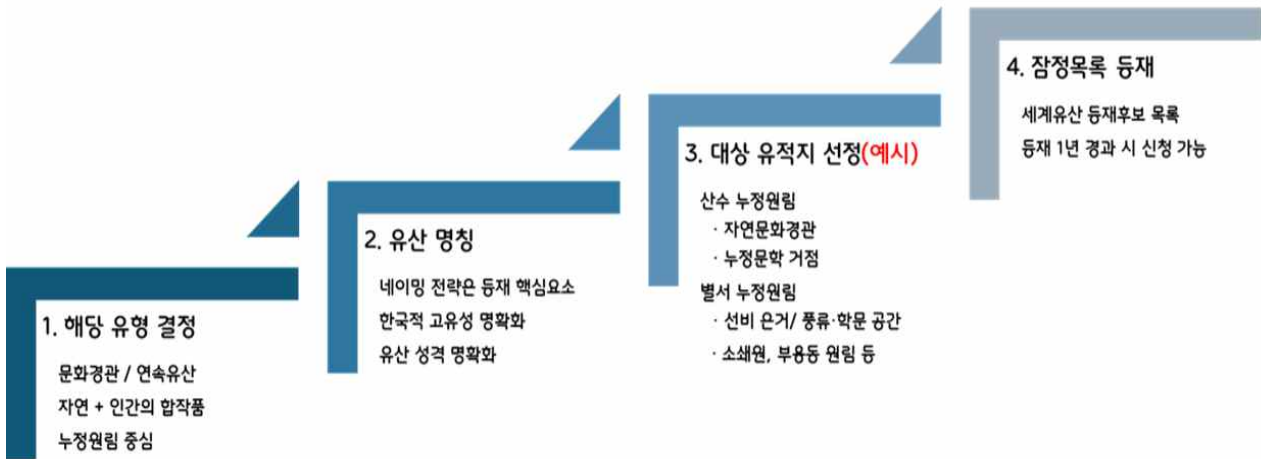 1. 해당 유형 결정
문화경관 / 연속유산
자연 + 인간의 합작품
누정원림 중심
2. 유산 명칭
네이밍 전략은 등재 핵심요소
한국적 고유성 명확화
유산 성격 명확화
3. 대상 유적지 선정(예시)
산수 누정원림
· 자연문화경관
· 누정문학 거점
별서 누정원림
· 선비 은거/ 풍류·학문 공간
· 소쇄원, 부용동 원림 등
4. 잠정목록 등재
세계유산 등재후보 목록
등재 1년 경과 시 신청 가능